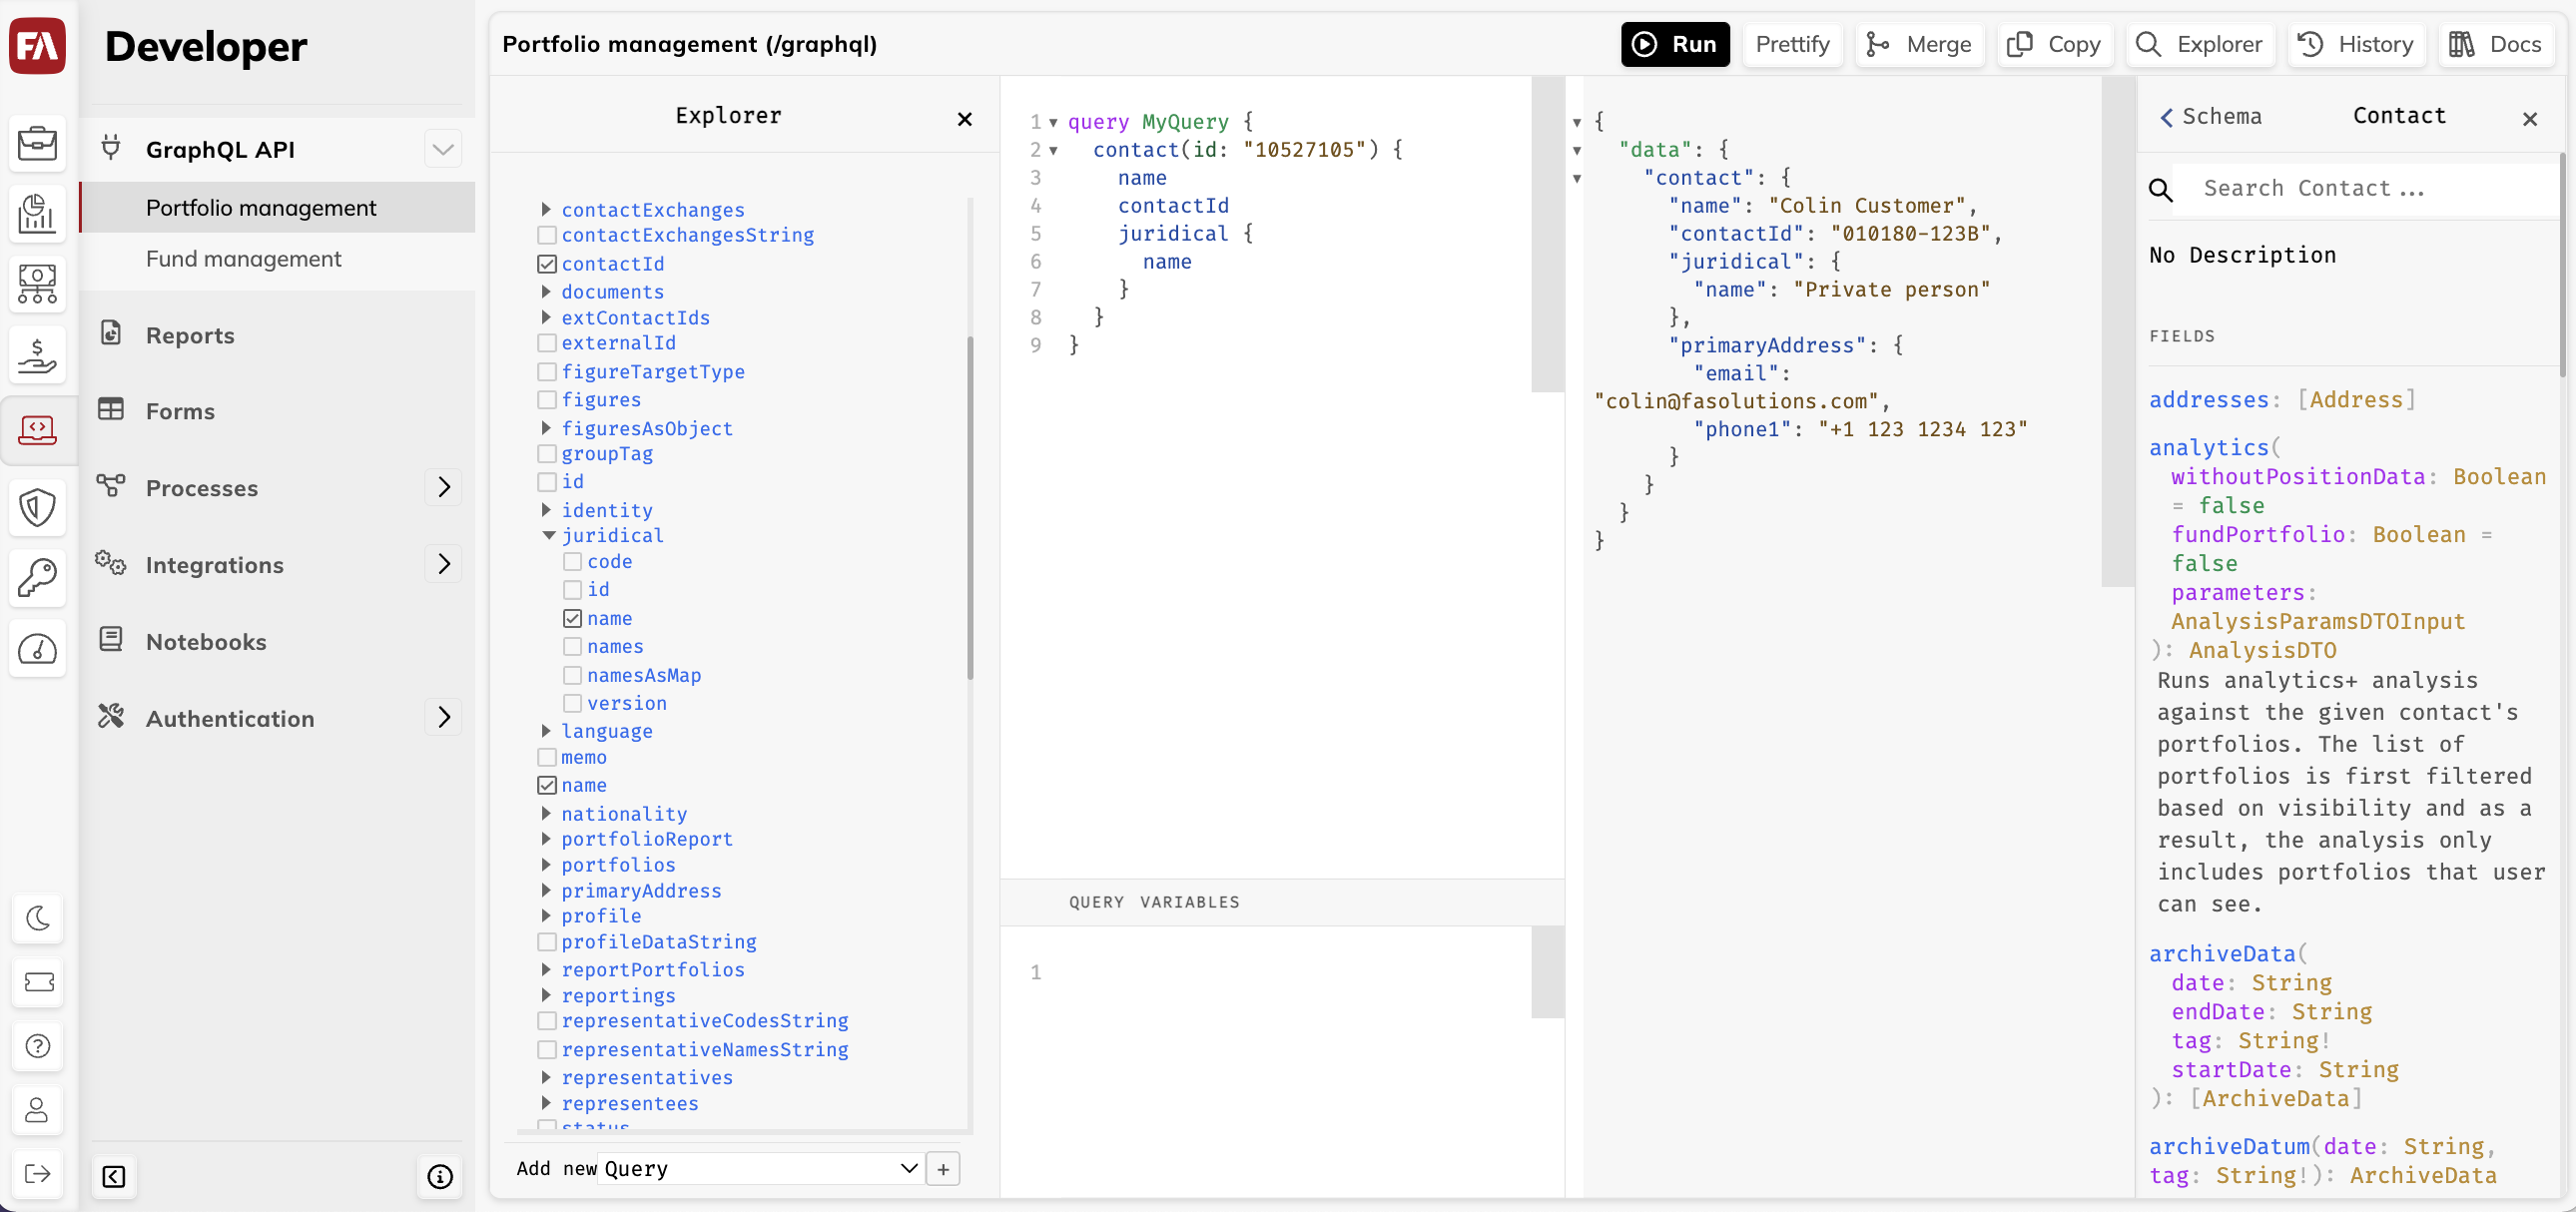 FA
Developer
GraphQL API
Portfolio management
Fund management
Reports
Forms
Processes
Integrations
Notebooks
Authentication
Portfolio management (/graphql)
Run
Prettify
Merge
Copy
Explorer
History
Docs
Explorer
contactExchanges
contactExchangesString
contactId
documents
extContactIds
externalId
figureTargetType
figures
figuresAsObject
groupTag
id
identity
juridical
code
id
name
names
namesAsMap
version
language
memo
name
nationality
portfolioReport
portfolios
primaryAddress
profile
profileDataString
reportPortfolios
reportings
representativeCodesString
representativeNamesString
representatives
representees
status
Add new Query
+
1 query MyQuery {
2 contact(id: "10527105") {
3 name
4 contactId
5 juridical {
6 name
7 }
8 }
9 }
QUERY VARIABLES
1
{
"data": {
"contact": {
"name": "Colin Customer",
"contactId": "010180-123B",
"juridical": {
"name": "Private person"
},
"primaryAddress": {
"email":
"colin@fasolutions.com",
"phone1": "+1 123 1234 123"
}
}
}
}
Schema
Contact
Search Contact ...
No Description
FIELDS
addresses: [Address]
analytics(
withoutPositionData: Boolean
= false
fundPortfolio: Boolean =
false
parameters:
AnalysisParamsDTOInput
): AnalysisDTO
Runs analytics+ analysis
against the given contact's
portfolios. The list of
portfolios is first filtered
based on visibility and as a
result, the analysis only
includes portfolios that user
can see.
archiveData(
date: String
endDate: String
tag: String!
startDate: String
): [ArchiveData]
archiveDatum(date: String,
tag: String!): ArchiveData